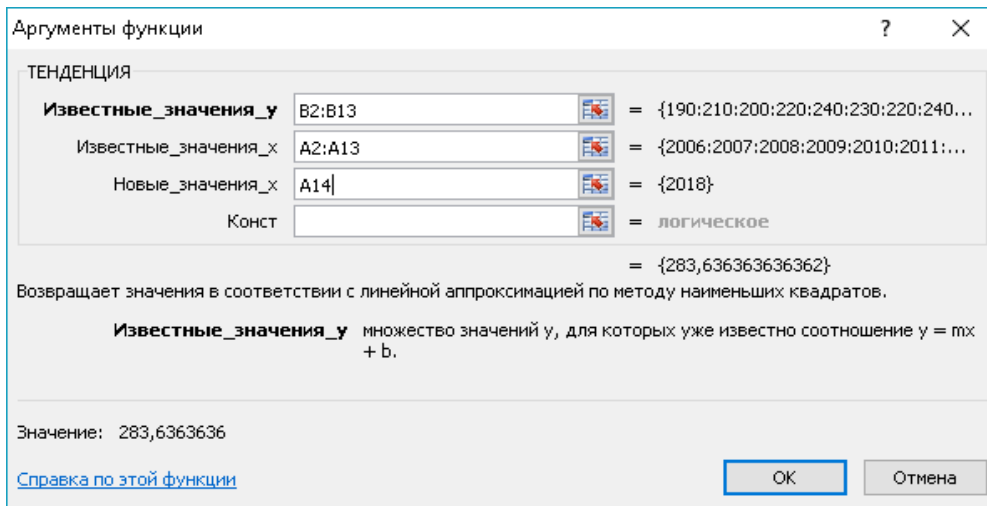 Аргументы функции ? ×
ТЕНДЕНЦИЯ
Известные_значения_y B2:B13 = {190:210:200:220:240:230:220:240...
Известные_значения_x A2:A13 = {2006:2007:2008:2009:2010:2011:...
Новые_значения_x A14 = {2018}
Конст = логическое
= {283,636363636362}
Возвращает значения в соответствии с линейной аппроксимацией по методу наименьших квадратов.
Известные_значения_y множество значений y, для которых уже известно соотношение y = mx
+ b.
Значение: 283,6363636
Справка по этой функции ОК Отмена